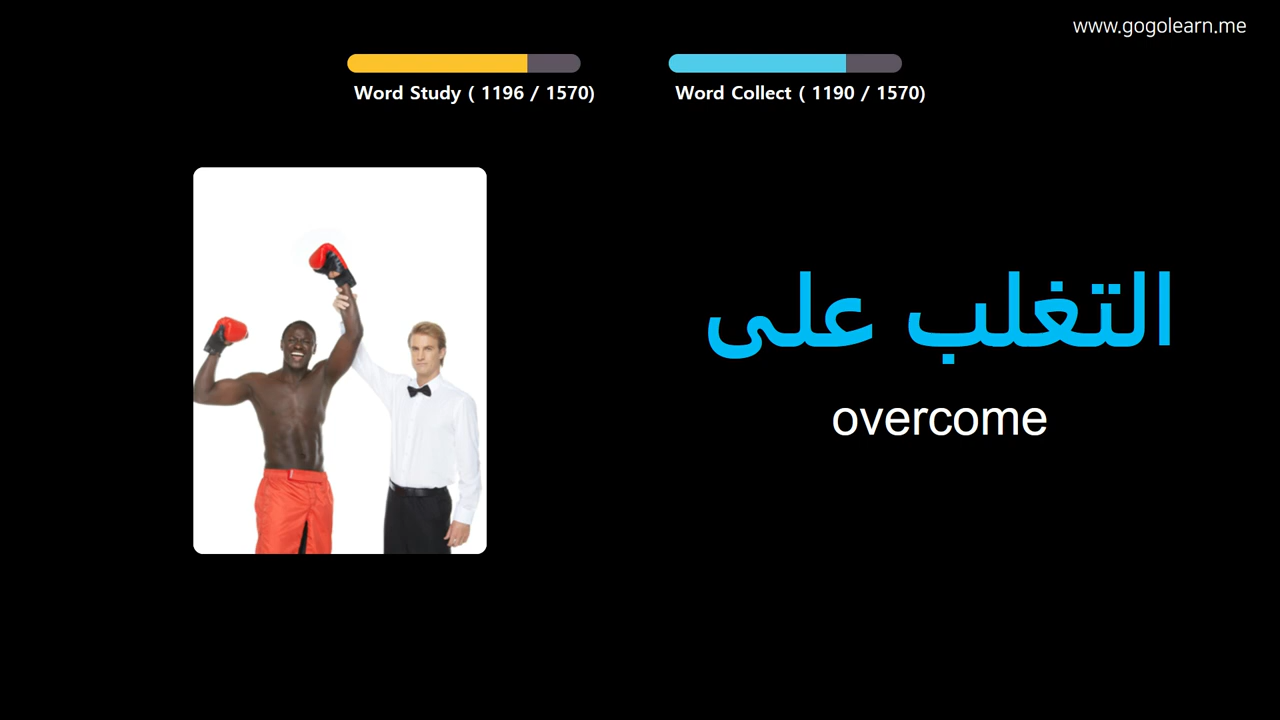 www.gogolearn.me
Word Study ( 1196 / 1570)
Word Collect ( 1190 / 1570)
التغلب على
overcome